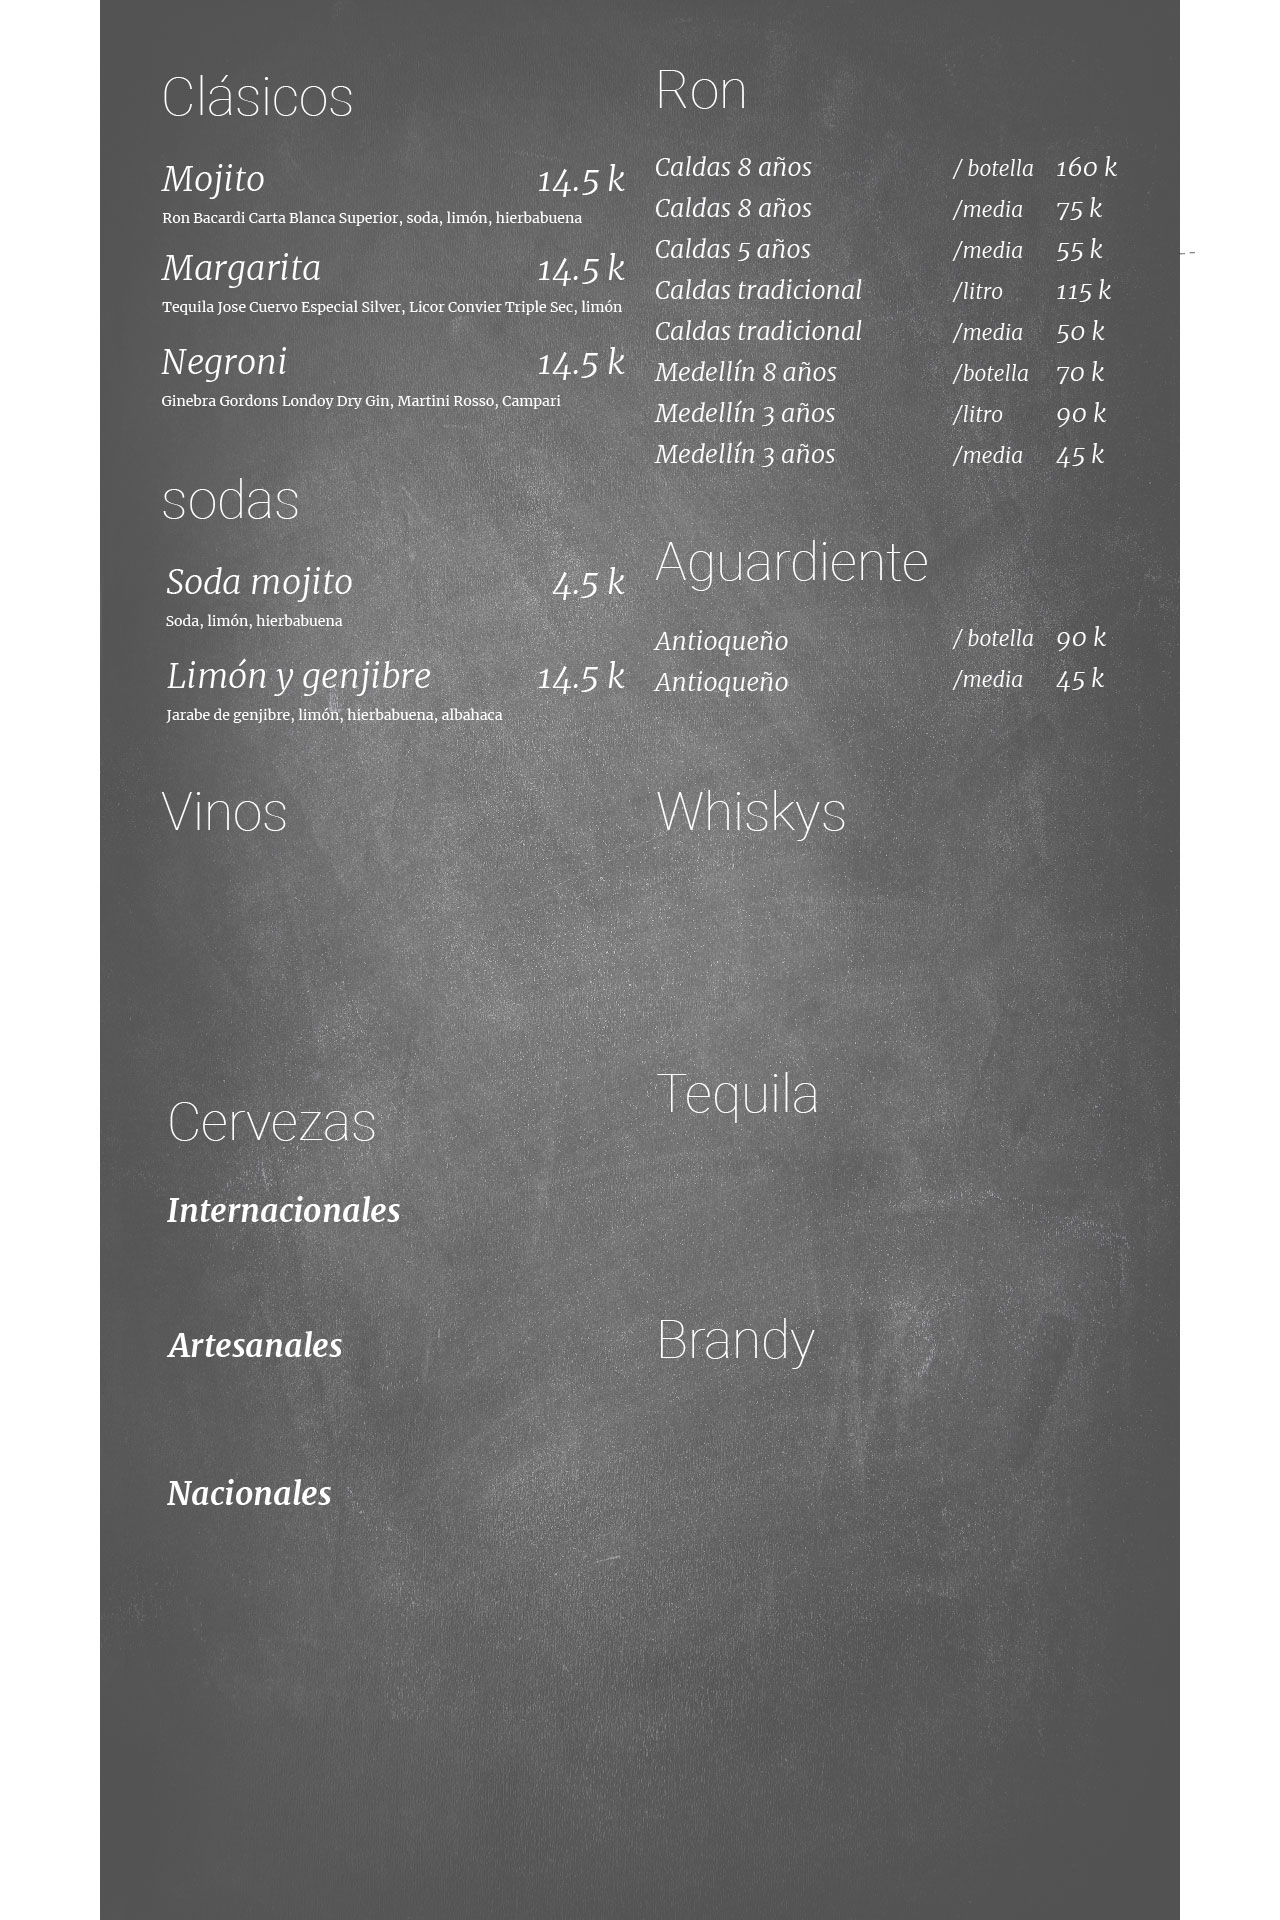 Clásicos
Mojito 14.5 k
Ron Bacardi Carta Blanca Superior, soda, limón, hierbabuena
Margarita 14.5 k
Tequila Jose Cuervo Especial Silver, Licor Convier Triple Sec, limón
Negroni 14.5 k
Ginebra Gordons Londoy Dry Gin, Martini Rosso, Campari
sodas
Soda mojito 4.5 k
Soda, limón, hierbabuena
Limón y genjibre 14.5 k
Jarabe de genjibre, limón, hierbabuena, albahaca
Vinos
Cervezas
Internacionales
Artesanales
Nacionales
Ron
Caldas 8 años / botella 160 k
Caldas 8 años /media 75 k
Caldas 5 años /media 55 k
Caldas tradicional /litro 115 k
Caldas tradicional /media 50 k
Medellín 8 años /botella 70 k
Medellín 3 años /litro 90 k
Medellín 3 años /media 45 k
Aguardiente
Antioqueño / botella 90 k
Antioqueño /media 45 k
Whiskys
Tequila
Brandy